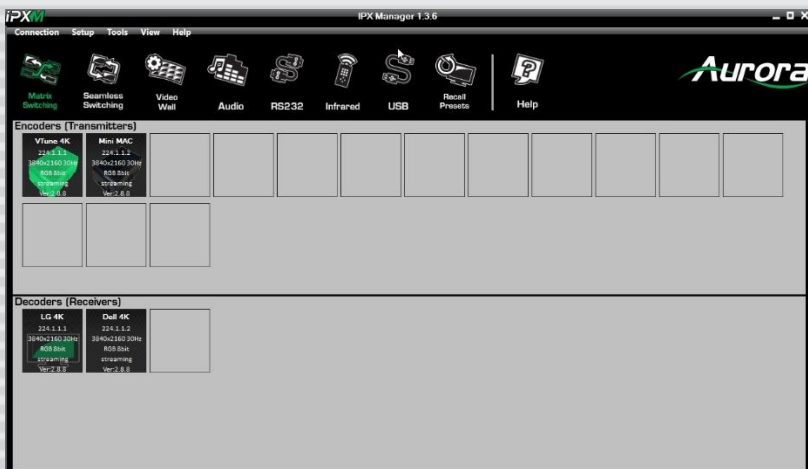 iPXM
IPX Manager 1.3.6
Connection Setup Tools View Help
Matrix Switching
Seamless Switching
Video Wall
Audio
RS232
Infrared
USB
Recall Presets
Help
Aurora
Encoders (Transmitters)
VTune 4K
224.1.1.1
3840x2160 30Hz
RGB 8bit
streaming
Ver:2.8.8
Mini MAC
224.1.1.2
3840x2160 30Hz
RGB 8bit
streaming
Ver:2.8.8
Decoders (Receivers)
LG 4K
224.1.1.1
3840x2160 30Hz
RGB 8bit
streaming
Ver:2.8.8
Dell 4K
224.1.1.2
3840x2160 30Hz
RGB 8bit
streaming
Ver:2.8.8